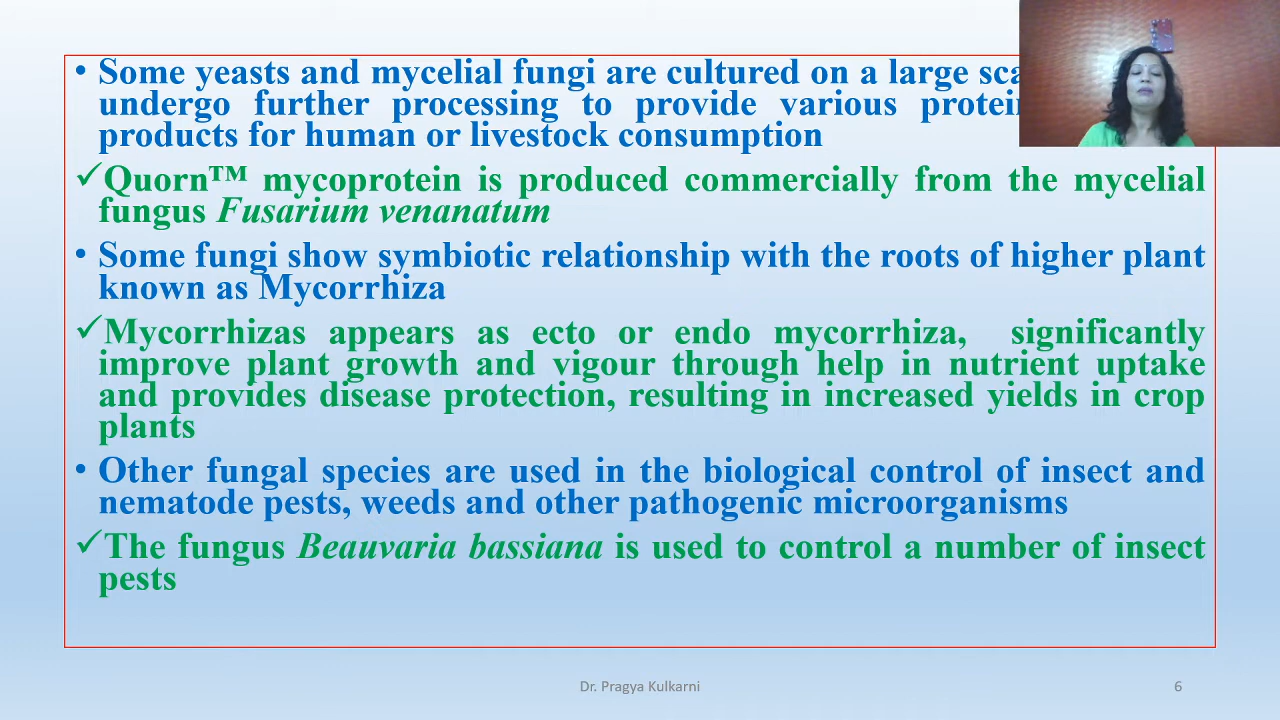 • Some yeasts and mycelial fungi are cultured on a large
undergo further processing to provide various protein
products for human or livestock consumption
✓Quorn™ mycoprotein is produced commercially from the mycelial
fungus Fusarium venanatum
• Some fungi show symbiotic relationship with the roots of higher plant
known as Mycorrhiza
✓Mycorrhizas appears as ecto or endo mycorrhiza, significantly
improve plant growth and vigour through help in nutrient uptake
and provides disease protection, resulting in increased yields in crop
plants
• Other fungal species are used in the biological control of insect and
nematode pests, weeds and other pathogenic microorganisms
✓The fungus Beauvaria bassiana is used to control a number of insect
pests
Dr. Pragya Kulkarni
6